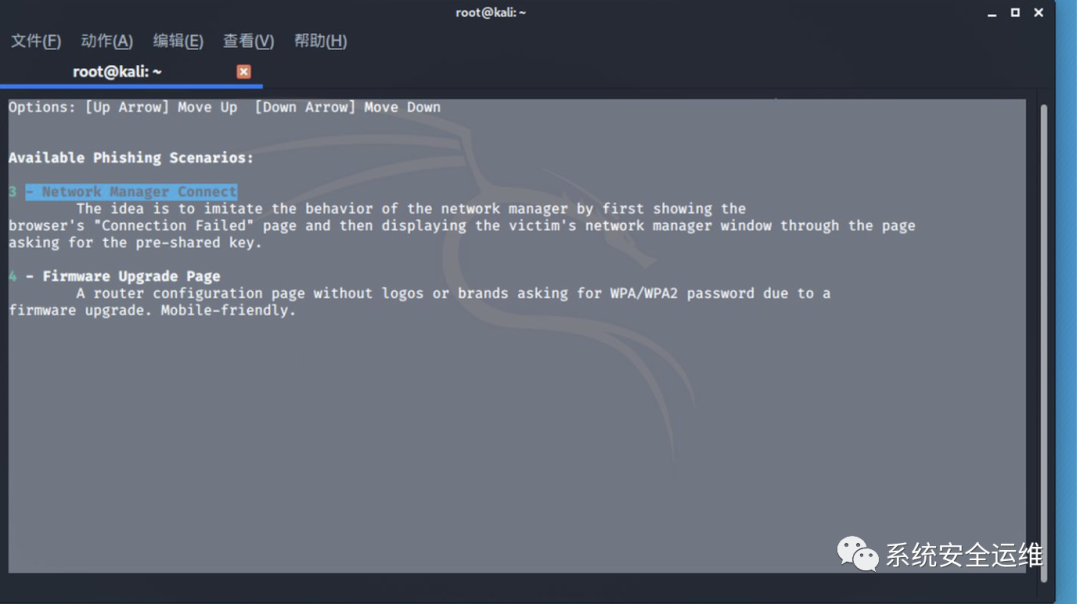 root@kali: ~
文件(F) 动作(A) 编辑(E) 查看(V) 帮助(H)
root@kali: ~
Options: [Up Arrow] Move Up [Down Arrow] Move Down
Available Phishing Scenarios:
3 - Network Manager Connect
The idea is to imitate the behavior of the network manager by first showing the
browser's "Connection Failed" page and then displaying the victim's network manager window through the page
asking for the pre-shared key.
4 - Firmware Upgrade Page
A router configuration page without logos or brands asking for WPA/WPA2 password due to a
firmware upgrade. Mobile-friendly.
系统安全运维